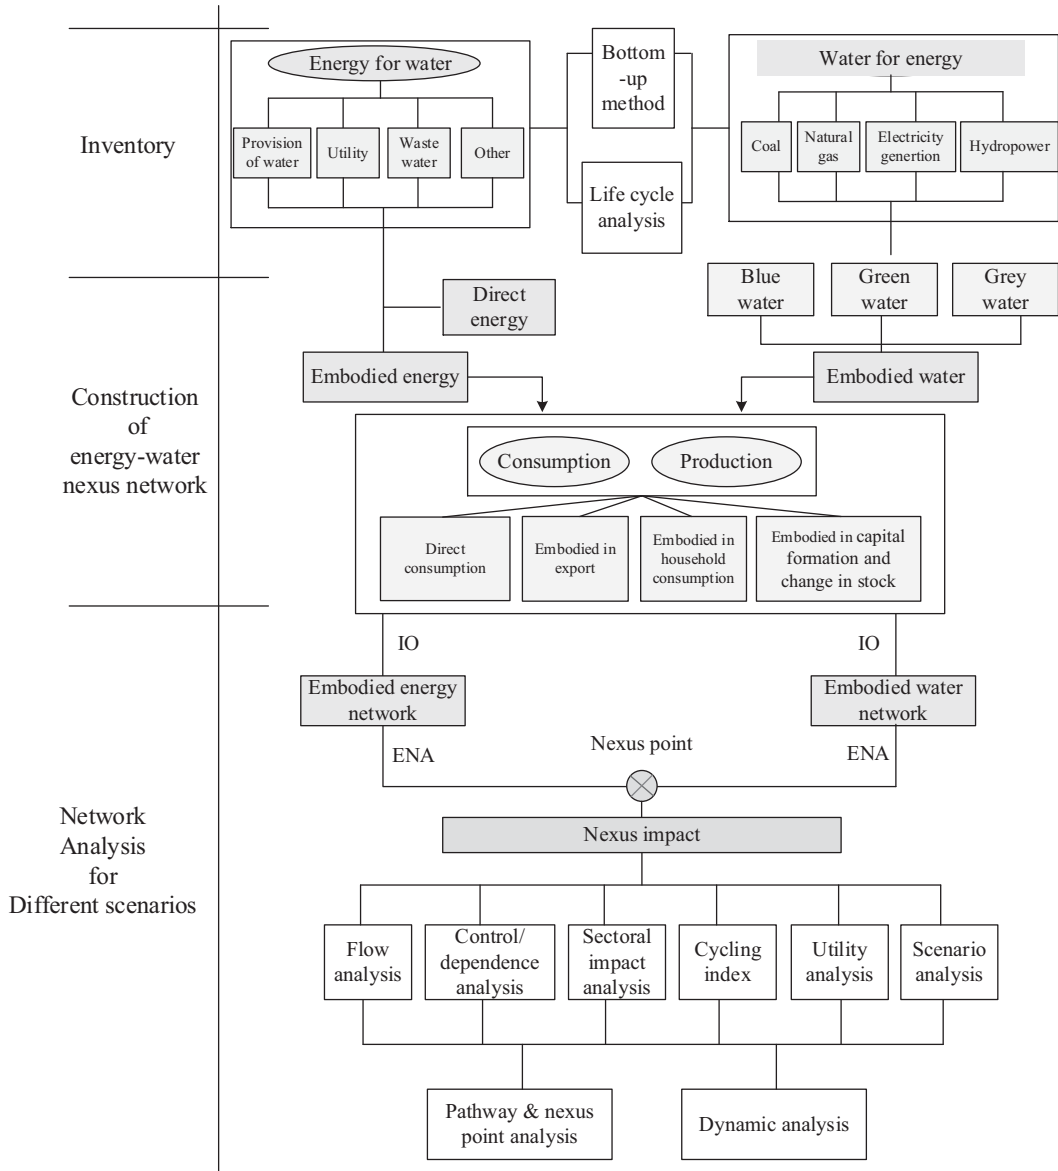 Inventory
Energy for water
Provision
of water
Utility
Waste
water
Other
Bottom
-up
method
Life cycle
analysis
Water for energy
Coal
Natural
gas
Electricity
genertion
Hydropower
Construction
of
energy-water
nexus network
Direct
energy
Blue
water
Green
water
Grey
water
Embodied energy
Embodied water
Consumption
Production
Direct
consumption
Embodied in
export
Embodied in
household
consumption
Embodied in capital
formation and
change in stock
Network
Analysis
for
Different scenarios
IO
IO
Embodied energy
network
Embodied water
network
ENA
Nexus point
ENA
Nexus impact
Flow
analysis
Control/
dependence
analysis
Sectoral
impact
analysis
Cycling
index
Utility
analysis
Scenario
analysis
Pathway & nexus
point analysis
Dynamic analysis